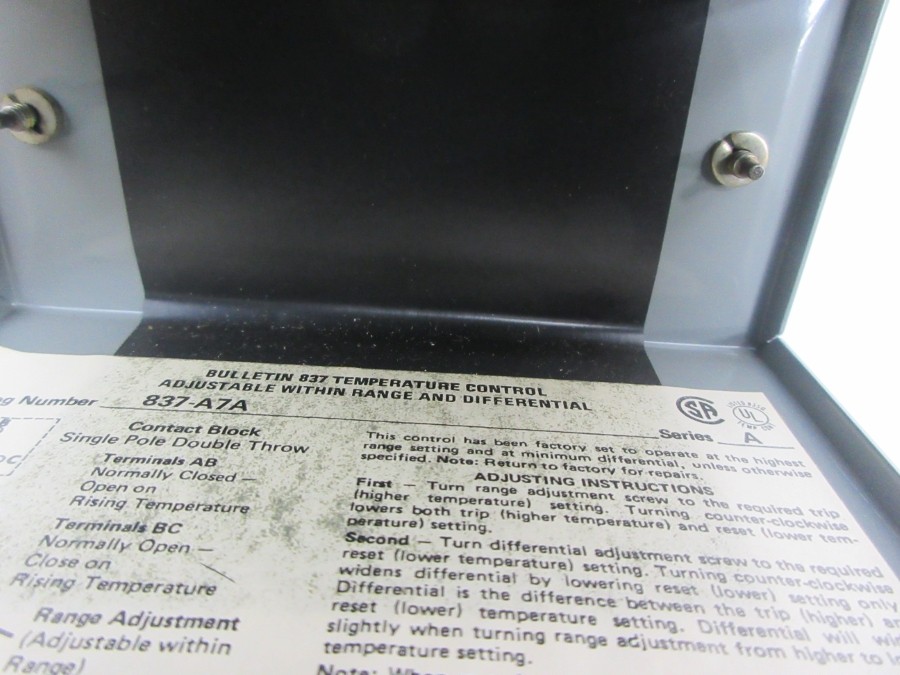 BULLETIN 837 TEMPERATURE CONTROL
ADJUSTABLE WITHIN RANGE AND DIFFERENTIAL
Number 837-A7A
Series A
SA
UL
Contact Block
Single Pole Double Throw
Terminals AB
Normally Closed —
Open on
Rising Temperature
Terminals BC
Normally Open —
Close on
Rising Temperature
Range Adjustment
(Adjustable within
Range)
This control has been factory set to operate at the highest
range setting and at minimum differential, unless otherwise
specified. Note: Return to factory for repairs.
ADJUSTING INSTRUCTIONS
First — Turn range adjustment screw to the required trip
(higher temperature) setting. Turning counter-clockwise
lowers both trip (higher temperature) and reset (lower tem-
perature) setting.
Second — Turn differential adjustment screw to the required
reset (lower temperature) setting. Turning counter-clockwise
widens differential by lowering reset (lower) setting only
Differential is the difference between the trip (higher) an
reset (lower) temperature setting. Differential will wi
slightly when turning range adjustment from higher to lo
temperature setting.
Note: